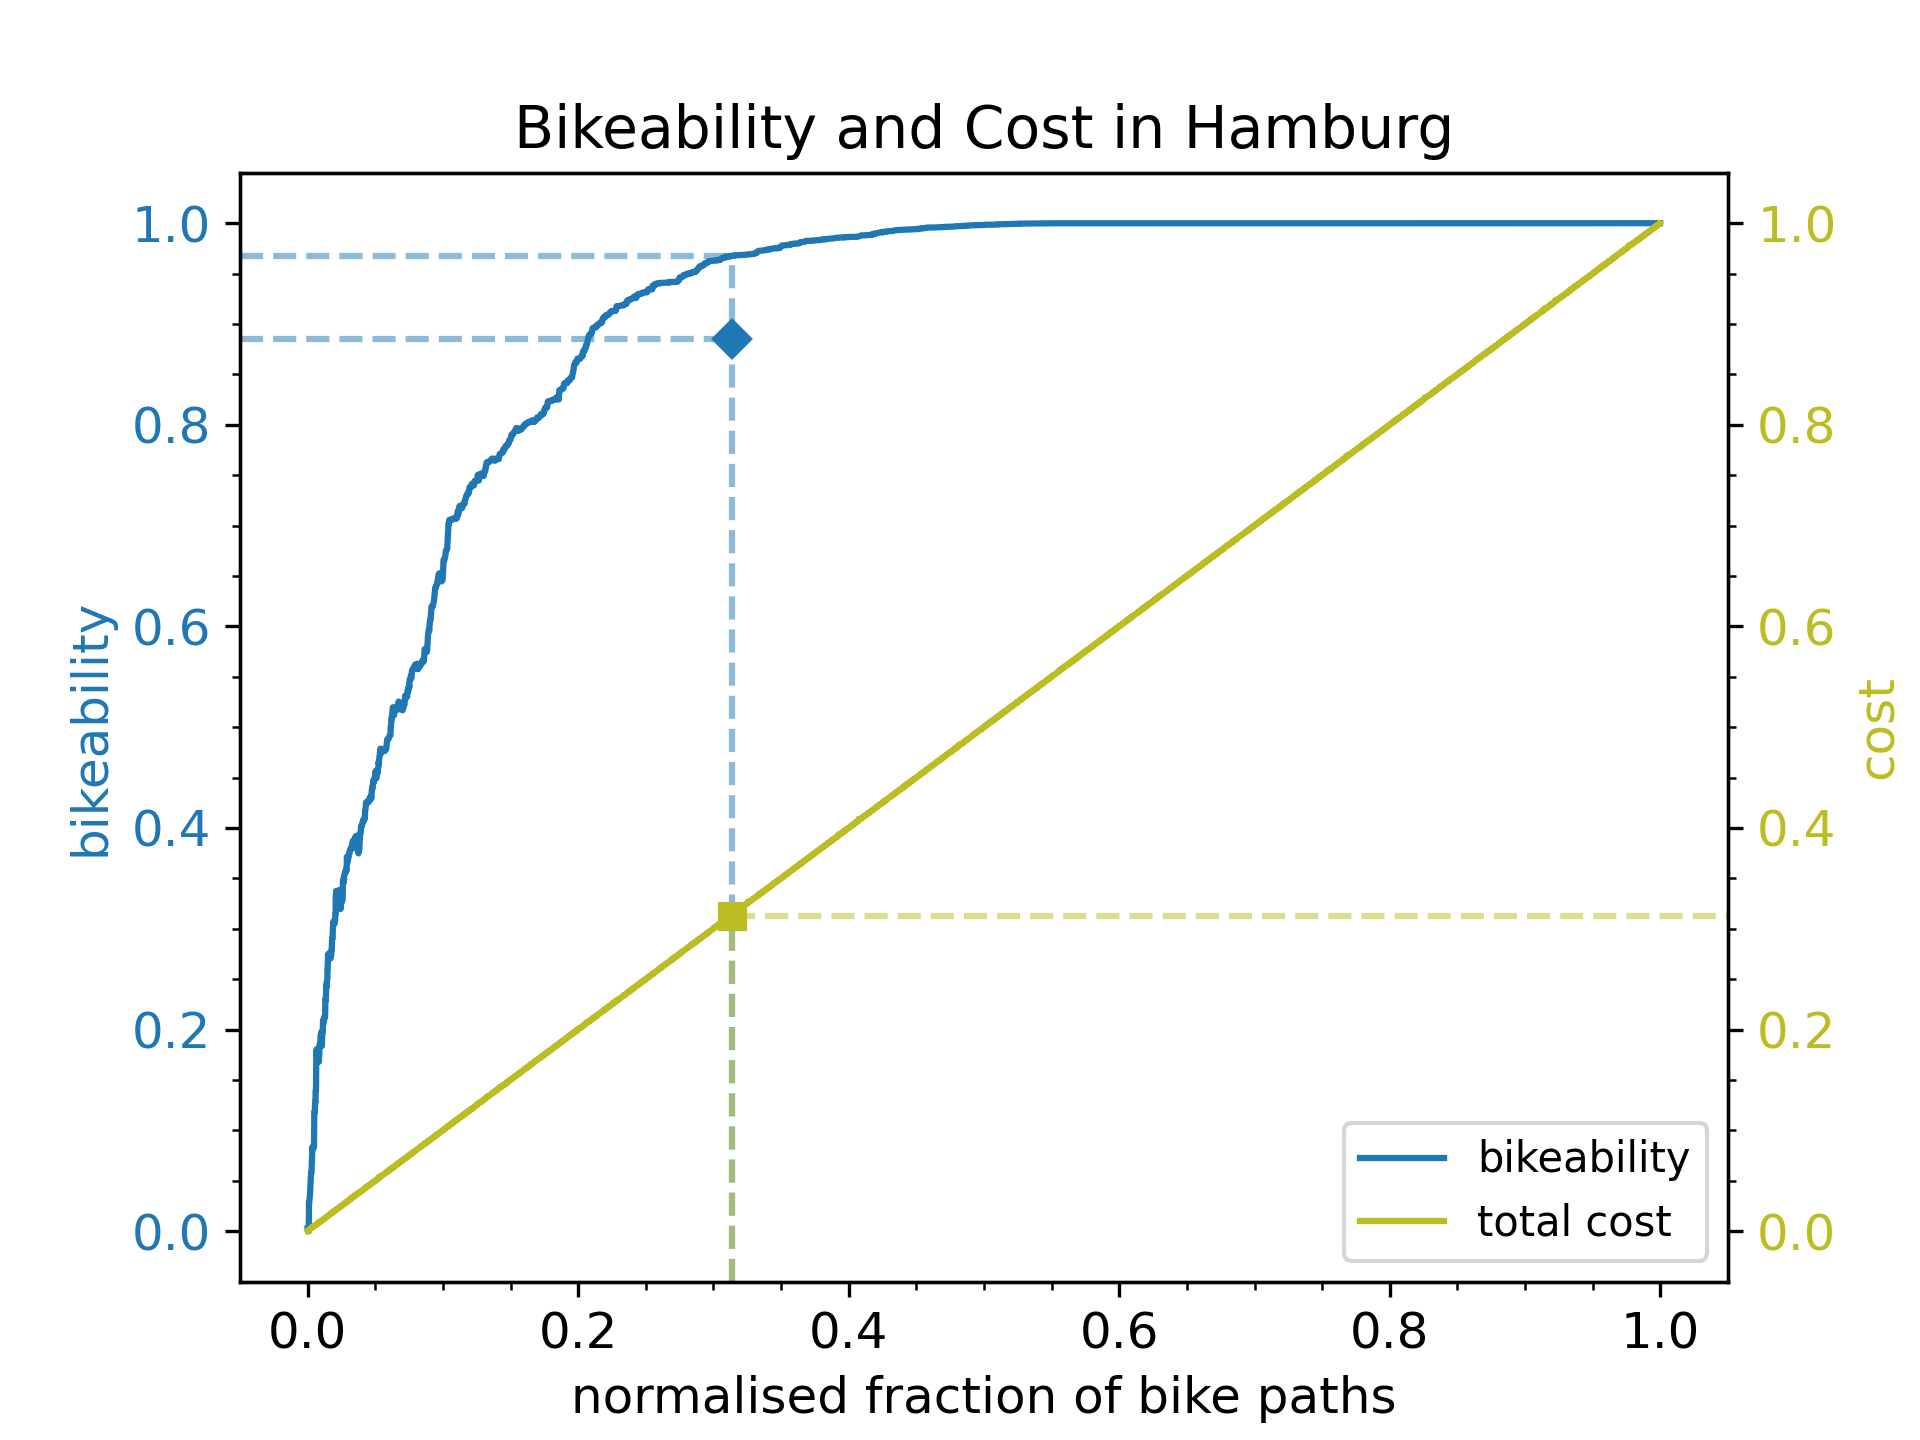 Bikeability and Cost in Hamburg
1.0
0.8
0.6
0.4
0.2
0.0
bikeability
1.0
0.8
0.6
0.4
0.2
0.0
cost
bikeability
total cost
0.0 0.2 0.4 0.6 0.8 1.0
normalised fraction of bike paths